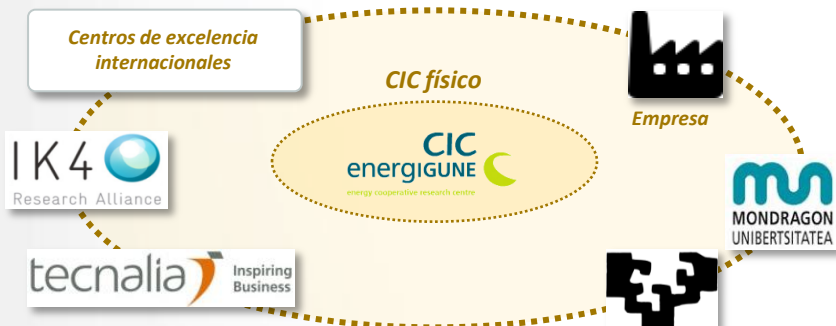 Centros de excelencia
internacionales
CIC físico
Empresa
CIC
energiGUNE
energy cooperative research centre
IK4
Research Alliance
MONDRAGON
UNIBERTSITATEA
tecnalia
Inspiring
Business